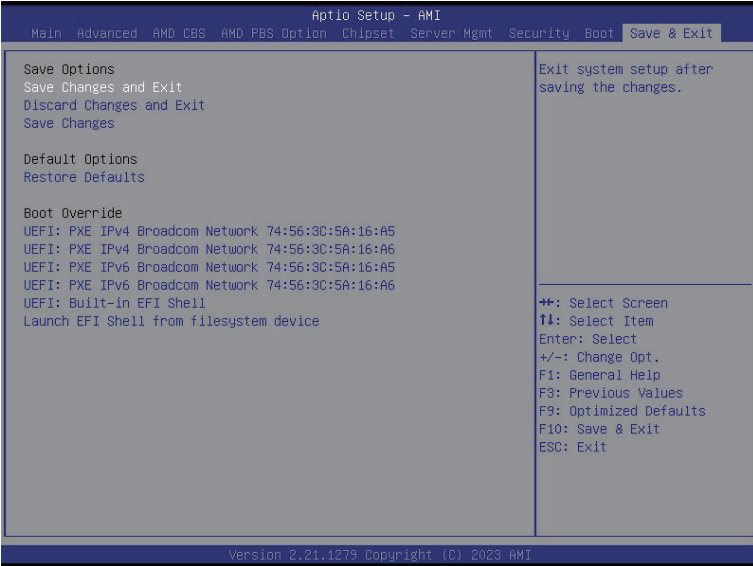 Aptio Setup – AMI
Main Advanced AMD CBS AMD PBS Option Chipset Server Mgmt Security Boot Save & Exit
Save Options
Save Changes and Exit
Discard Changes and Exit
Save Changes
Default Options
Restore Defaults
Boot Override
UEFI: PXE IPv4 Broadcom Network 74:56:3C:5A:16:A5
UEFI: PXE IPv4 Broadcom Network 74:56:3C:5A:16:A6
UEFI: PXE IPv6 Broadcom Network 74:56:3C:5A:16:A5
UEFI: PXE IPv6 Broadcom Network 74:56:3C:5A:16:A6
UEFI: Built-in EFI Shell
Launch EFI Shell from filesystem device
Exit system setup after
saving the changes.
→←: Select Screen
↑↓: Select Item
Enter: Select
+/-: Change Opt.
F1: General Help
F3: Previous Values
F9: Optimized Defaults
F10: Save & Exit
ESC: Exit
Version 2.21.1279 Copyright (C) 2023 AMI